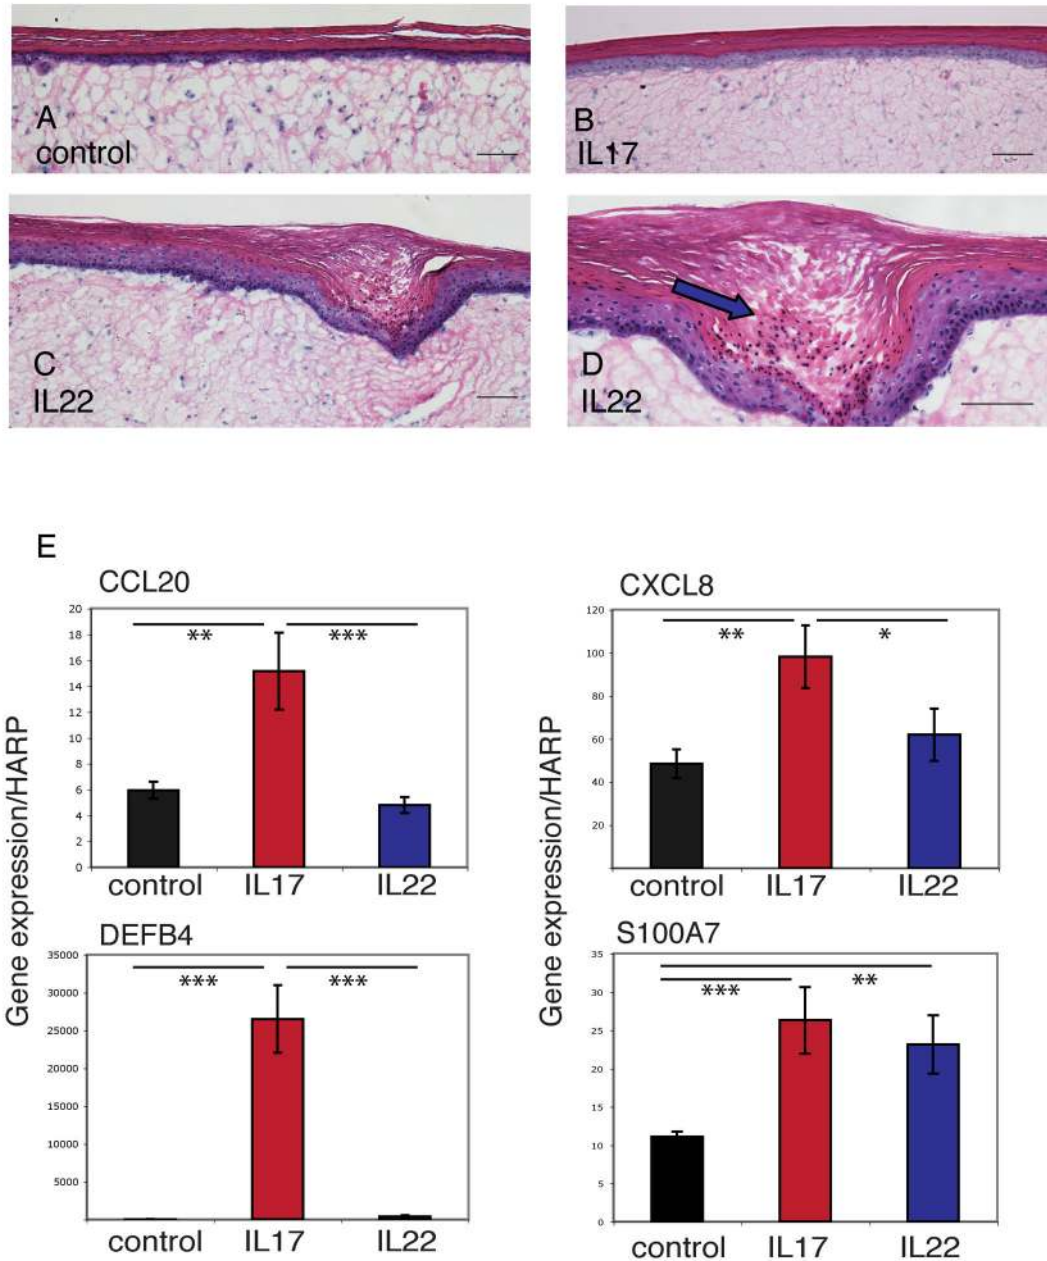 A
control
B
IL17
C
IL22
D
IL22
E
Gene expression/HARP
CCL20
20
18
16
14
12
10
8
6
4
2
0
** ***
control IL17 IL22
Gene expression/HARP
CXCL8
120
100
80
60
40
20
** *
control IL17 IL22
DEFB4
35000
30000
25000
20000
15000
10000
5000
*** ***
control IL17 IL22
S100A7
35
30
25
20
15
10
5
0
*** **
control IL17 IL22